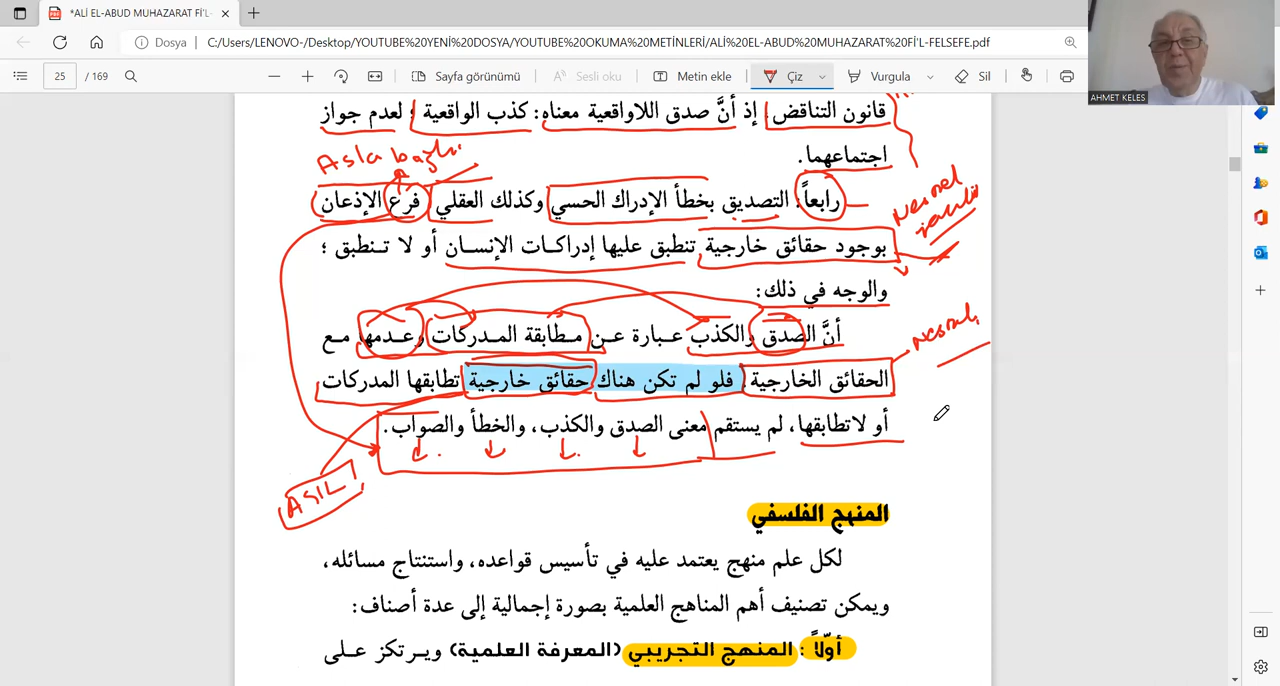 *ALİ EL-ABUD MUHAZARAT Fİ'L-
Dosya C:/Users/LENOVO-/Desktop/YOUTUBE%20YENİ%20DOSYA/YOUTUBE%20OKUMA%20METİNLERİ/ALİ%20EL-ABUD%20MUHAZARAT%20Fİ'L-FELSEFE.pdf
25 / 169 Sayfa görünümü Sesli oku Metin ekle Çiz Vurgula Sil
AHMET KELES
قانون التناقض. إذ أنَّ صدق اللاواقعية معناه: كذب الواقعية ؛ لعدم جواز
اجتماعهما.
Asla bağlı
رابعاً: التصديق بخطأ الإدراك الحسي وكذلك العقلي فرع الإذعان
Nesnel
بوجود حقائق خارجية تنطبق عليها إدراكات الإنسان أو لا تنطبق ؛
والوجه في ذلك:
أنَّ الصدق والكذب عبارة عن مطابقة المدركات وعدمها مع
الحقائق الخارجية. فلو لم تكن هناك حقائق خارجية تطابقها المدركات
أو لاتطابقها، لم يستقم معنى الصدق والكذب، والخطأ والصواب.
ASIL
المنهج الفلسفي
لكل علم منهج يعتمد عليه في تأسيس قواعده، واستنتاج مسائله،
ويمكن تصنيف أهم المناهج العلمية بصورة إجمالية إلى عدة أصناف:
أوّلاً : المنهج التجريبي (المعرفة العلمية) ويرتكز على